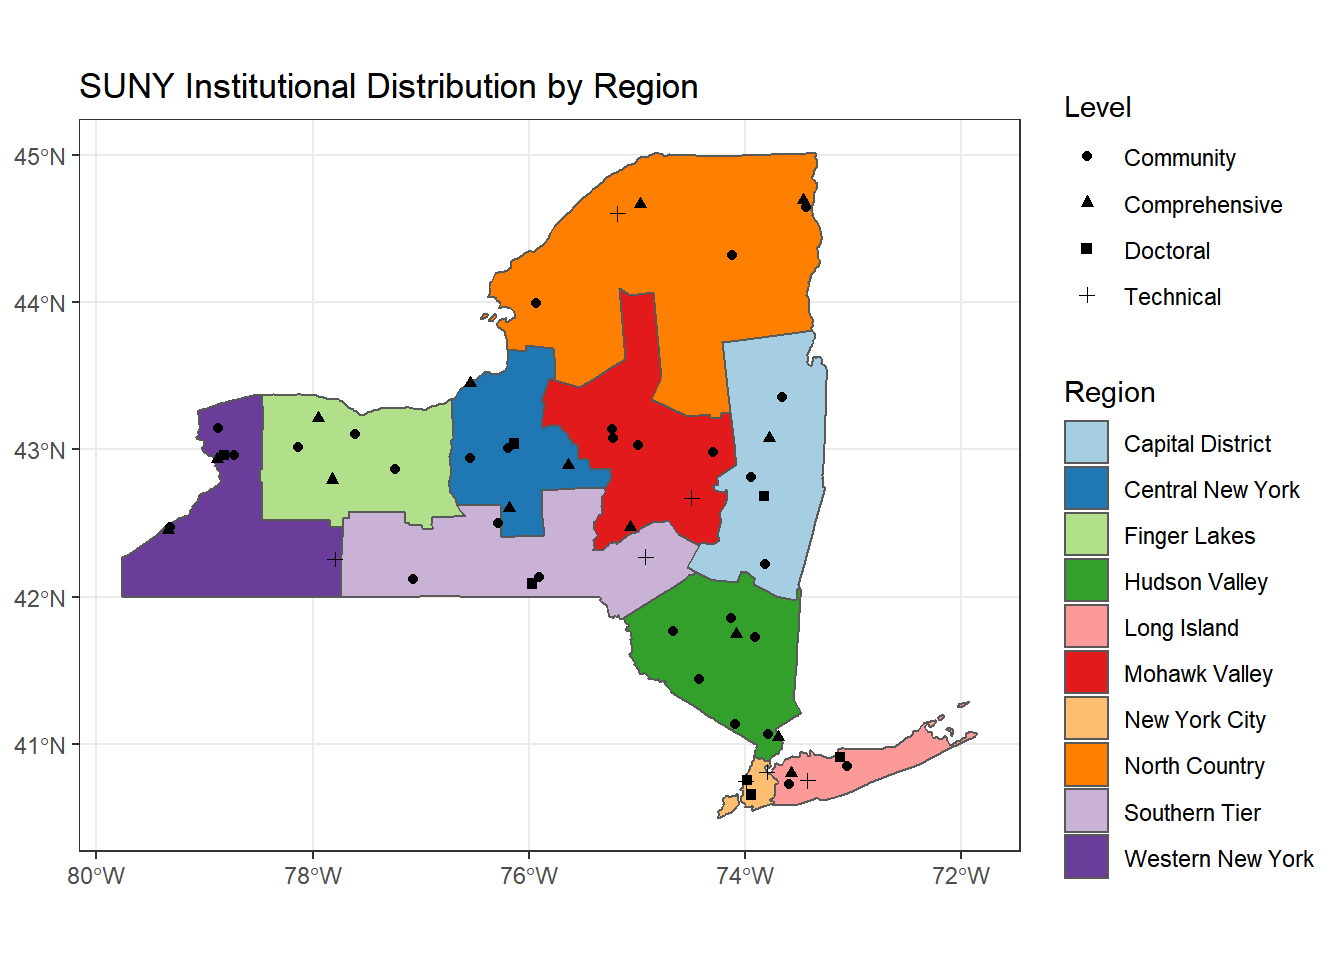 SUNY Institutional Distribution by Region
45°N
44°N
43°N
42°N
41°N
80°W
78°W
76°W
74°W
72°W
Level
Community
Comprehensive
Doctoral
Technical
Region
Capital District
Central New York
Finger Lakes
Hudson Valley
Long Island
Mohawk Valley
New York City
North Country
Southern Tier
Western New York